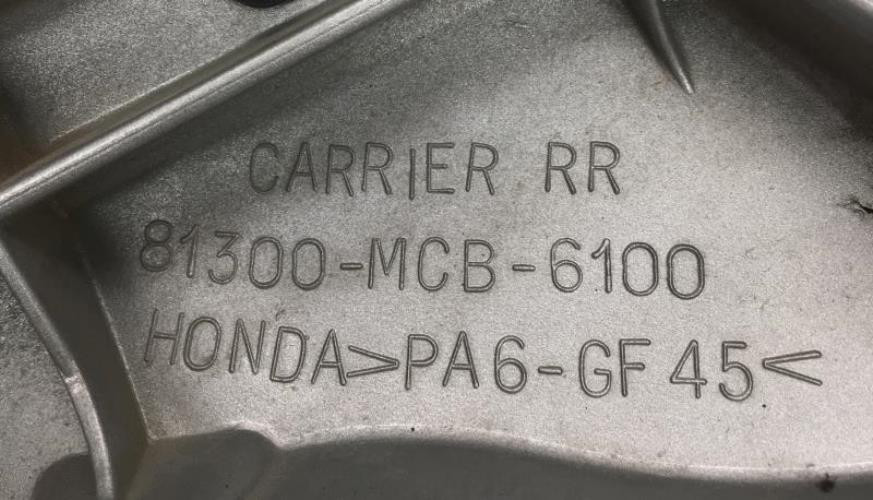 CARRIER RR
81300-MCB-6100
HONDA>PA6-GF45<